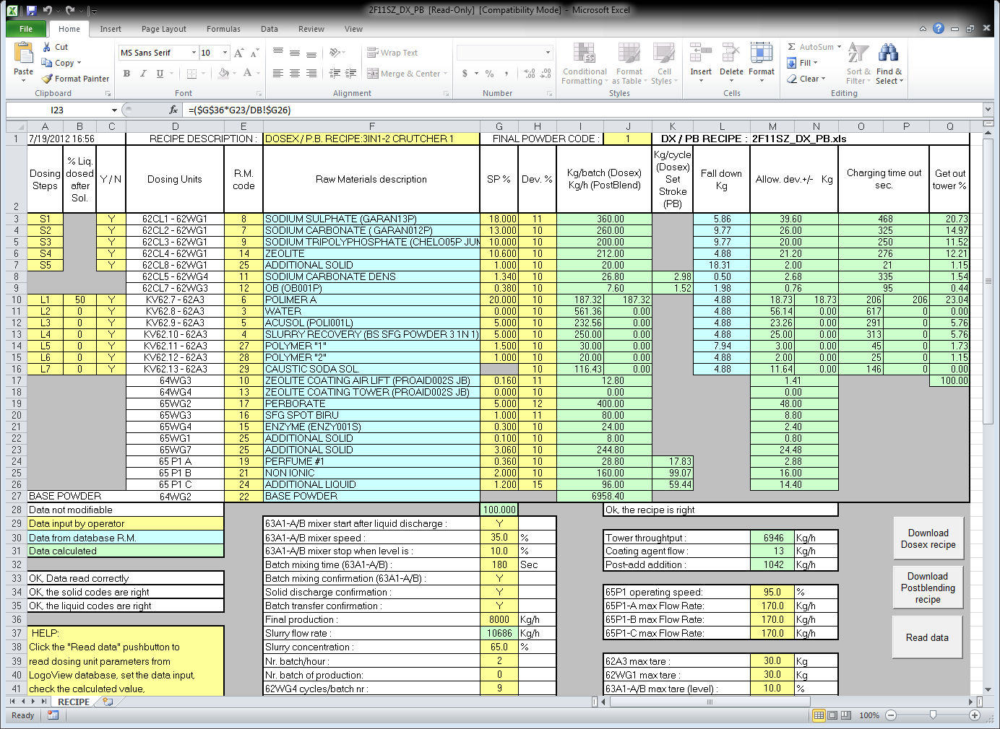 2F11SZ_DX_PB [Read-Only] [Compatibility Mode] - Microsoft Excel
File Home Insert Page Layout Formulas Data Review View
Paste Cut Copy Format Painter Clipboard
MS Sans Serif 10 B I U Font
Wrap Text Merge & Center Alignment
$ % , Number
Conditional Formatting Format as Table Cell Styles Styles
Insert Delete Format Cells
AutoSum Fill Clear Sort & Filter Find & Select Editing
I23 fx =($G$36*G23/DB!$G26)
A B C D E F G H I J K L M N O P Q
1 7/19/2012 16:56 RECIPE DESCRIPTION : DOSEX / P.B. RECIPE:3IN1-2 CRUTCHER 1 FINAL POWDER CODE : 1 DX / PB RECIPE : 2F11SZ_DX_PB.xls
2 Dosing Steps % Liq. dosed after Sol. Y / N Dosing Units R.M. code Raw Materials description SP % Dev. % Kg/batch (Dosex) Kg/h (PostBlend) Kg/cycle (Dosex) Set Stroke (PB) Fall down Kg Allow. dev.+/- Kg Charging time out sec. Get out tower %
3 S1 Y 62CL1 - 62WG1 8 SODIUM SULPHATE (GARAN13P) 18.000 11 360.00 5.86 39.60 468 20.73
4 S2 Y 62CL2 - 62WG1 7 SODIUM CARBONATE ( GARAN012P) 13.000 10 260.00 9.77 26.00 325 14.97
5 S3 Y 62CL3 - 62WG1 9 SODIUM TRIPOLYPHOSPHATE (CHELO05P JUM 10.000 10 200.00 9.77 20.00 250 11.52
6 S4 Y 62CL4 - 62WG1 14 ZEOLITE 10.600 10 212.00 4.88 21.20 276 12.21
7 S5 Y 62CL8 - 62WG1 25 ADDITIONAL SOLID 1.000 10 20.00 18.31 2.00 21 1.15
8 62CL5 - 62WG4 11 SODIUM CARBONATE DENS 1.340 10 26.80 2.98 0.50 2.68 335 1.54
9 62CL7 - 62WG3 12 OB (OB001P) 0.380 10 7.60 1.52 1.98 0.76 95 0.44
10 L1 50 Y KV62.7 - 62A3 6 POLIMER A 20.000 10 187.32 187.32 4.88 18.73 18.73 206 206 23.04
11 L2 0 Y KV62.8 - 62A3 3 WATER 0.000 10 561.36 0.00 4.88 56.14 0.00 617 0 0.00
12 L3 0 Y KV62.9 - 62A3 5 ACUSOL (POLI001L) 5.000 10 232.56 0.00 4.88 23.26 0.00 291 0 5.76
13 L4 0 Y KV62.10 - 62A3 4 SLURRY RECOVERY (BS SFG POWDER 3 1N 1) 5.000 10 250.00 0.00 4.88 25.00 0.00 313 0 5.76
14 L5 0 Y KV62.11 - 62A3 27 POLYMER "1" 1.500 10 30.00 0.00 7.94 3.00 0.00 45 0 1.73
15 L6 0 Y KV62.12 - 62A3 28 POLYMER "2" 1.000 10 20.00 0.00 4.88 2.00 0.00 25 0 1.15
16 L7 0 Y KV62.13 - 62A3 29 CAUSTIC SODA SOL. 10 116.43 0.00 4.88 11.64 0.00 146 0 0.00
17 64WG3 10 ZEOLITE COATING AIR LIFT (PROAID002S JB) 0.160 11 12.80 1.41 100.00
18 64WG4 13 ZEOLITE COATING TOWER (PROAID002S JB) 0.000 10 0.00 0.00
19 65WG2 17 PERBORATE 5.000 12 400.00 48.00
20 65WG3 16 SFG SPOT BIRU 1.000 11 80.00 8.80
21 65WG4 15 ENZYME (ENZY001S) 0.300 10 24.00 2.40
22 65WG1 25 ADDITIONAL SOLID 0.100 10 8.00 0.80
23 65WG7 25 ADDITIONAL SOLID 3.060 10 244.80 24.48
24 65 P1 A 19 PERFUME #1 0.360 10 28.80 17.83 2.88
25 65 P1 B 21 NON IONIC 2.000 10 160.00 99.07 16.00
26 65 P1 C 24 ADDITIONAL LIQUID 1.200 15 96.00 59.44 14.40
27 BASE POWDER 64WG2 22 BASE POWDER 6958.40
28 Data not modifiable 100.000 Ok, the recipe is right
29 Data input by operator 63A1-A/B mixer start after liquid discharge : Y
30 Data from database R.M. 63A1-A/B mixer speed : 35.0 % Tower throughtput : 6946 Kg/h
31 Data calculated 63A1-A/B mixer stop when level is : 10.0 % Coating agent flow : 13 Kg/h
32 Batch mixing time (63A1-A/B) : 180 Sec Post-add addition : 1042 Kg/h
33 OK, Data read correctly Batch mixing confirmation (63A1-A/B) : Y
34 OK, the solid codes are right Solid discharge confirmation : Y 65P1 operating speed: 95.0 %
35 OK, the liquid codes are right Batch transfer confirmation : Y 65P1-A max Flow Rate: 170.0 Kg/h
36 Final production : 8000 Kg/h 65P1-B max Flow Rate: 170.0 Kg/h
37 HELP: Slurry flow rate : 10686 Kg/h 65P1-C max Flow Rate: 170.0 Kg/h
38 Click the "Read data" pushbutton to Slurry concentration : 65.0 %
39 read dosing unit parameters from Nr. batch/hour : 2 62A3 max tare : 30.0 Kg
40 LogoView database, set the data input, Nr. batch of production: 0 62WG1 max tare : 30.0 Kg
41 check the calculated value, 62WG4 cycles/batch nr : 9 63A1-A/B max tare (level) : 10.0 %
Download Dosex recipe
Download Postblending recipe
Read data
RECIPE
Ready 100%